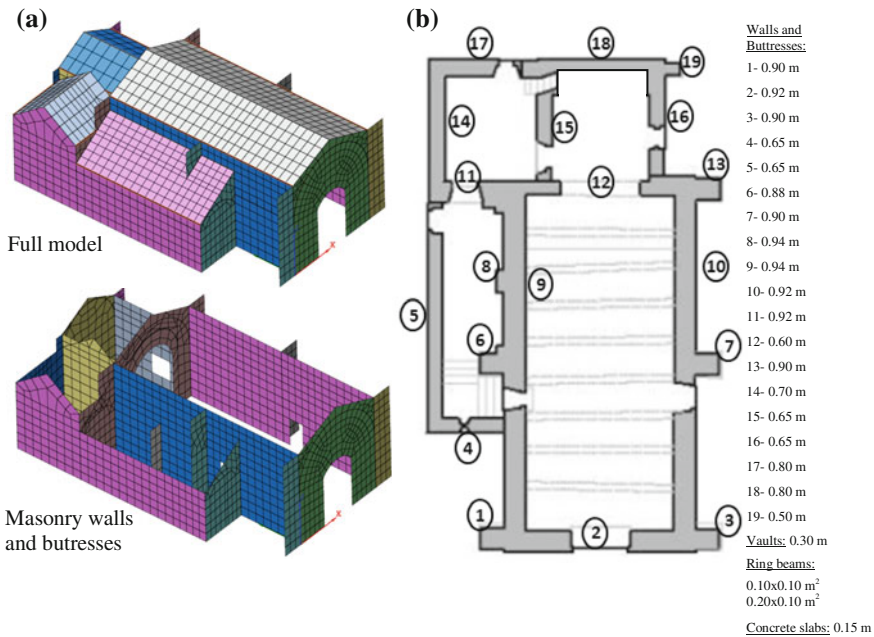 (a)
Full model
X
Masonry walls
and butresses
X
(b)
17
18
19
14
15
16
13
11
12
8
9
10
5
6
7
4
1
2
3
Walls and
Buttresses:
1- 0.90 m
2- 0.92 m
3- 0.90 m
4- 0.65 m
5- 0.65 m
6- 0.88 m
7- 0.90 m
8- 0.94 m
9- 0.94 m
10- 0.92 m
11- 0.92 m
12- 0.60 m
13- 0.90 m
14- 0.70 m
15- 0.65 m
16- 0.65 m
17- 0.80 m
18- 0.80 m
19- 0.50 m
Vaults: 0.30 m
Ring beams:
0.10x0.10 m²
0.20x0.10 m²
Concrete slabs: 0.15 m